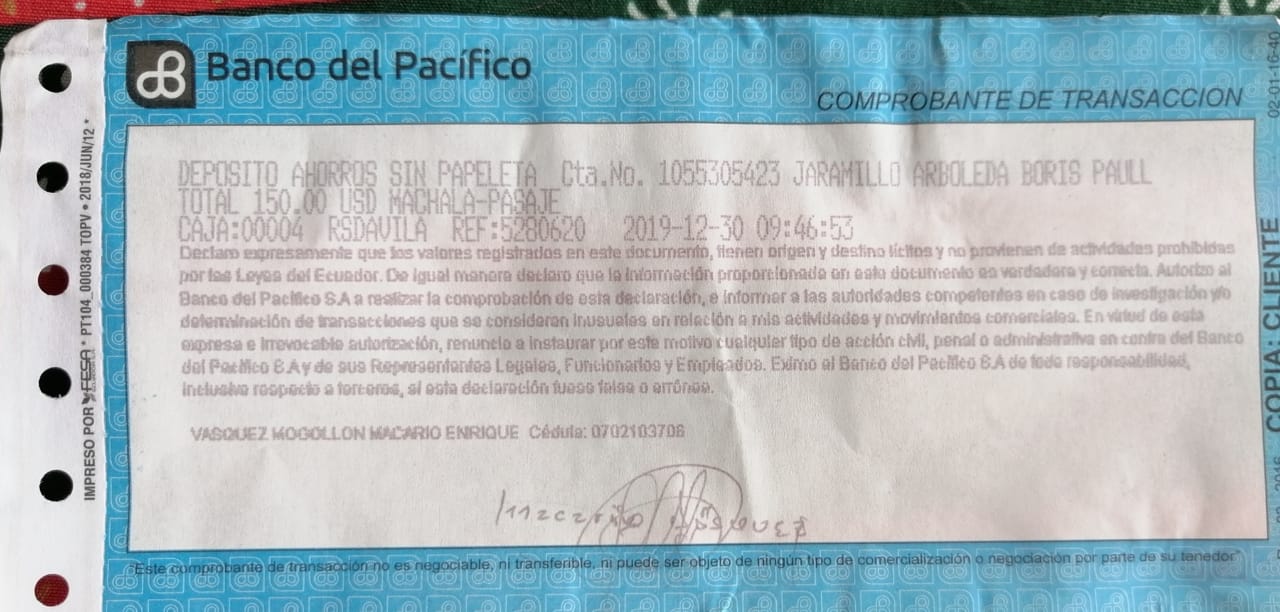 Banco del Pacífico
COMPROBANTE DE TRANSACCION
DEPOSITO AHORROS SIN PAPELETA Cta.No. 1055305423 JARAMILLO ARBOLEDA BORIS PAULL
TOTAL 150.00 USD MACHALA-PASAJE
CAJA:00004 RSDAVILA REF:5280620 2019-12-30 09:46:53
Declaro expresamente que los valores registrados en este documento, tienen origen y destino lícitos y no provienen de actividades prohibidas
por las Leyes del Ecuador. De igual manera declaro que la información proporcionada en este documento es verdadera y correcta. Autorizo al
Banco del Pacífico S.A a realizar la comprobación de esta declaración, e informar a las autoridades competentes en caso de investigación y/o
determinación de transacciones que se consideran inusuales en relación a mis actividades y movimientos comerciales. En virtud de esta
expresa e irrevocable autorización, renuncio a instaurar por este motivo cualquier tipo de acción civil, penal o administrativa en contra del Banco
del Pacífico S.A y de sus Representantes Legales, Funcionarios y Empleados. Eximo al Banco del Pacífico S.A de toda responsabilidad,
inclusive respecto a terceros, si esta declaración fuese falsa o errónea.
VASQUEZ MOGOLLON MACARIO ENRIQUE Cédula: 0702103708
Macario Vásquez
"Este comprobante de transacción no es negociable, ni transferible, ni puede ser objeto de ningún tipo de comercialización o negociación por parte de su tenedor"
IMPRESO POR FESA * PT104_000384 TOPV * 2018/JUN/12 *
02-01-16-40
COPIA: CLIENTE